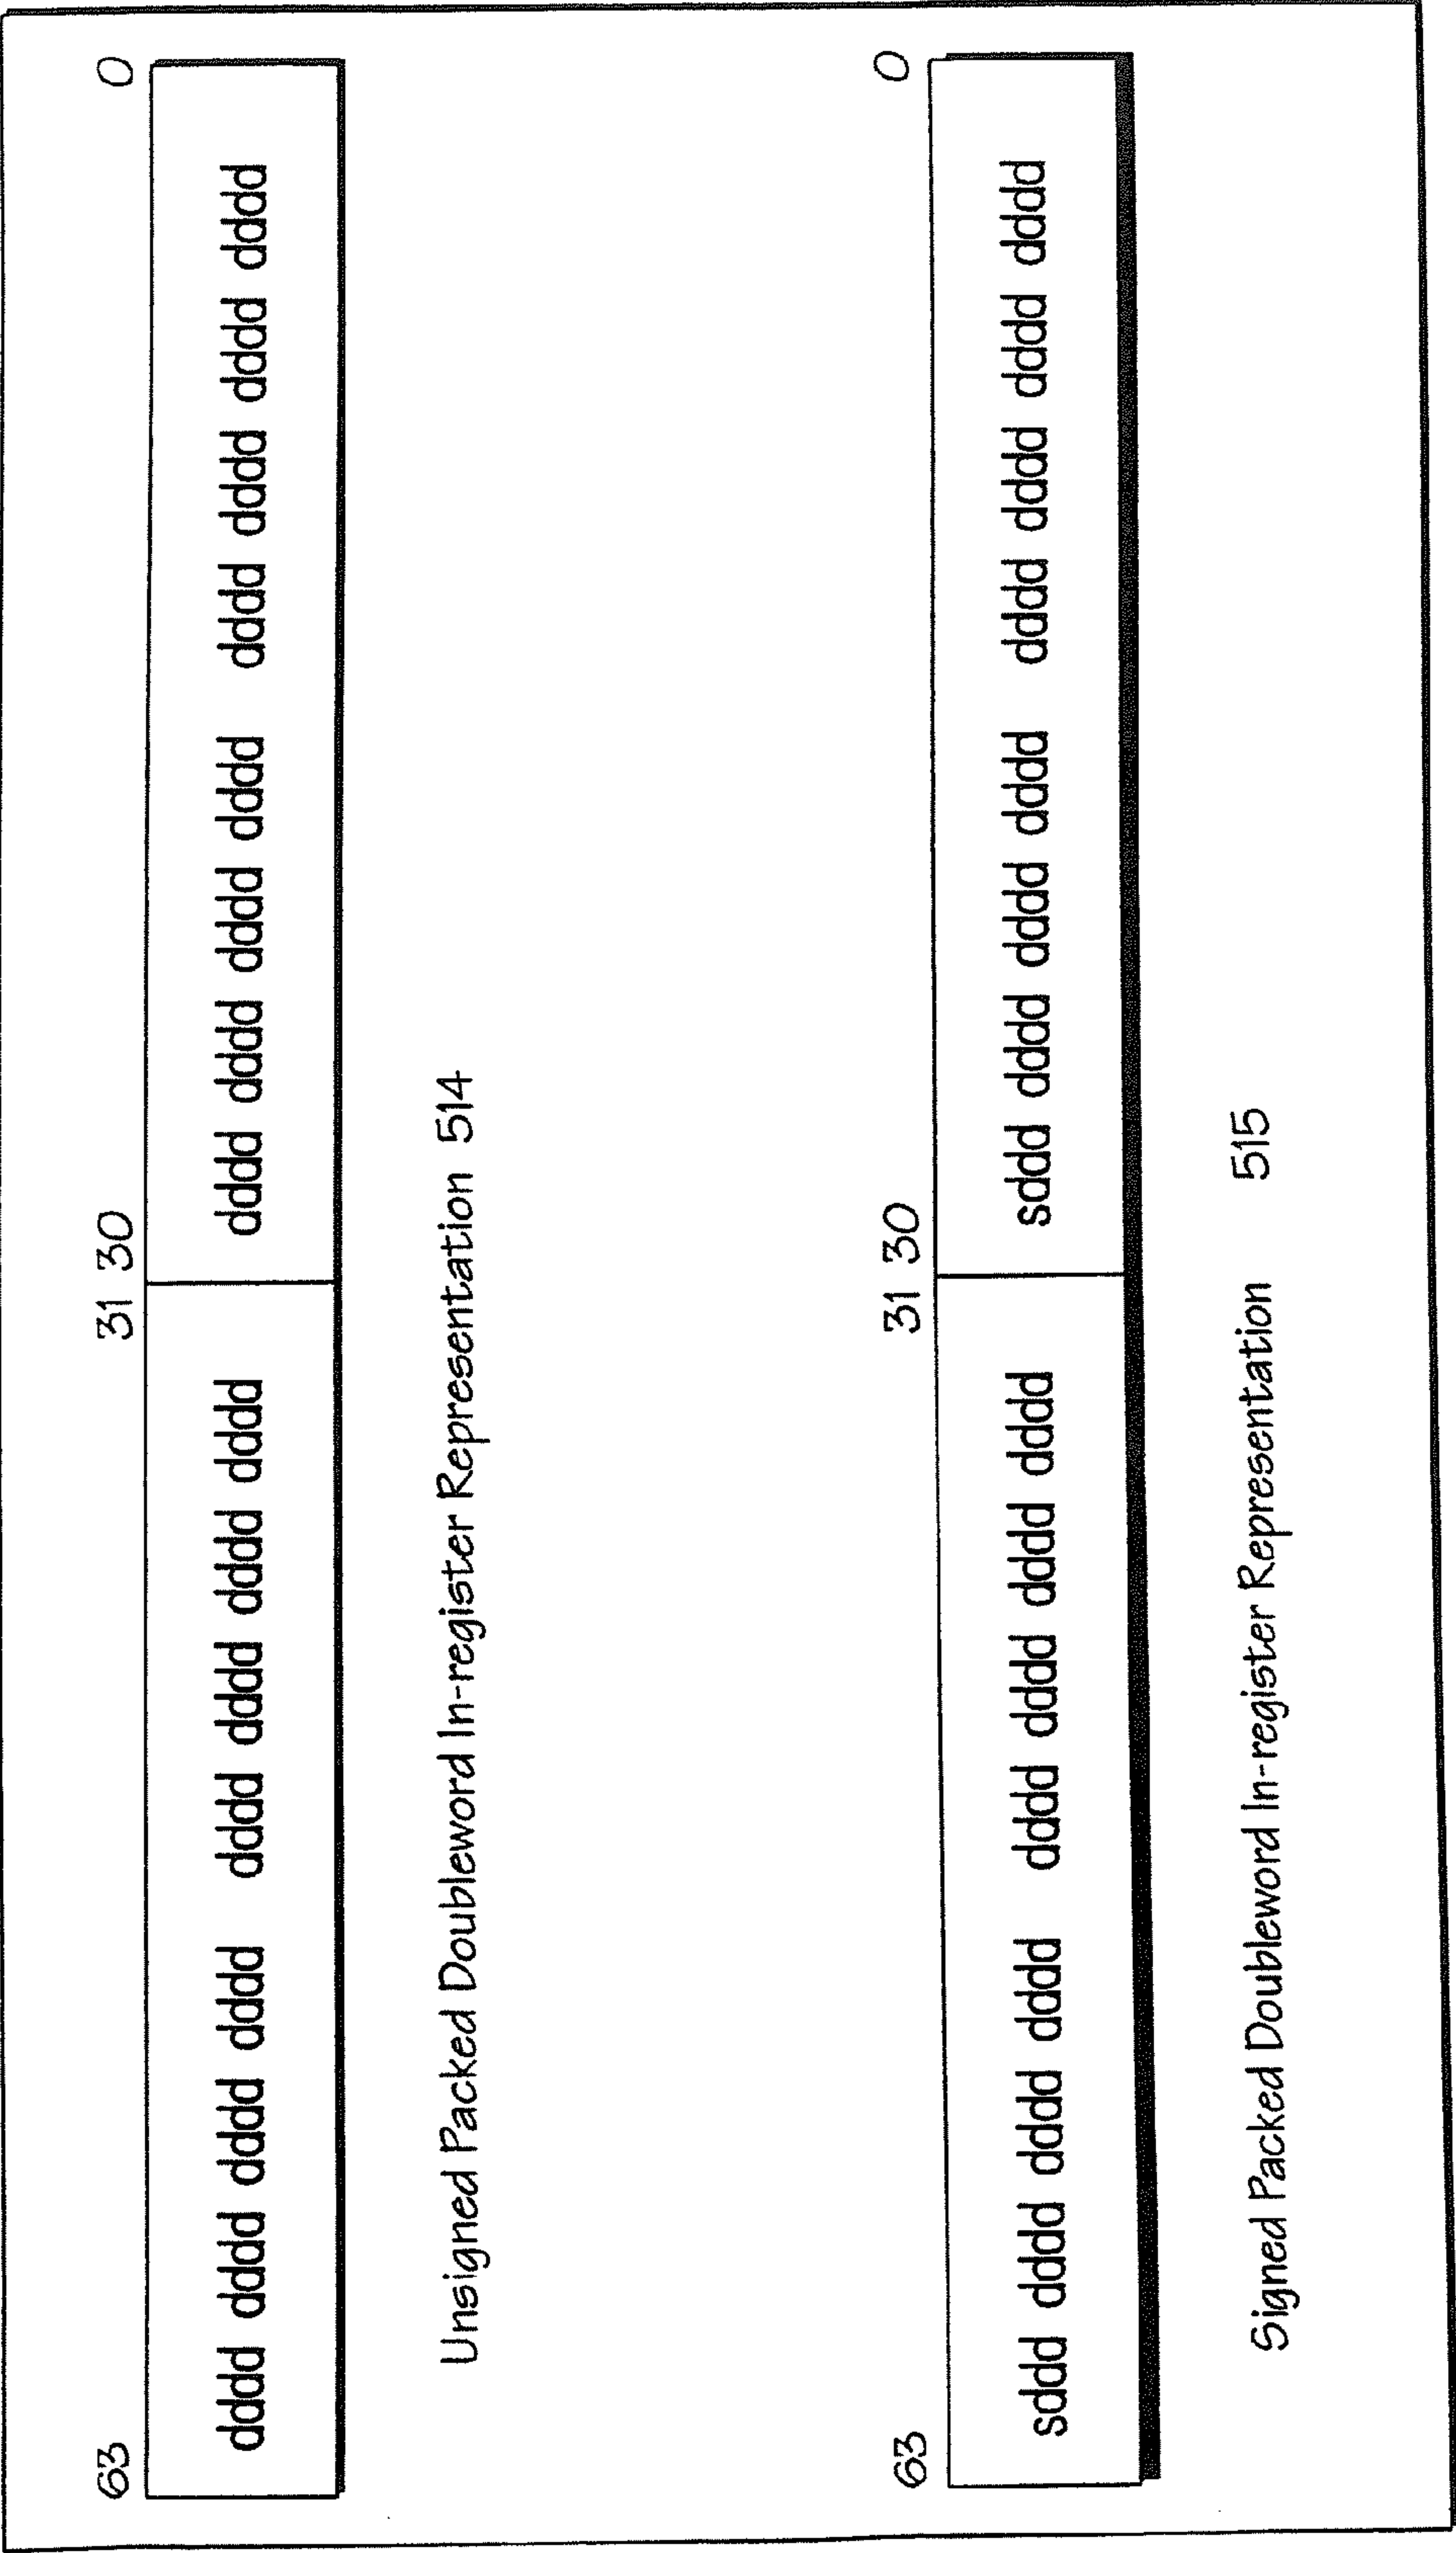 63 31 30 0
dddd dddd dddd dddd dddd dddd dddd dddd dddd dddd dddd dddd dddd dddd dddd dddd
Unsigned Packed Doubleword In-register Representation 514
63 31 30 0
sddd dddd dddd dddd dddd dddd dddd dddd sddd dddd dddd dddd dddd dddd dddd dddd
Signed Packed Doubleword In-register Representation 515